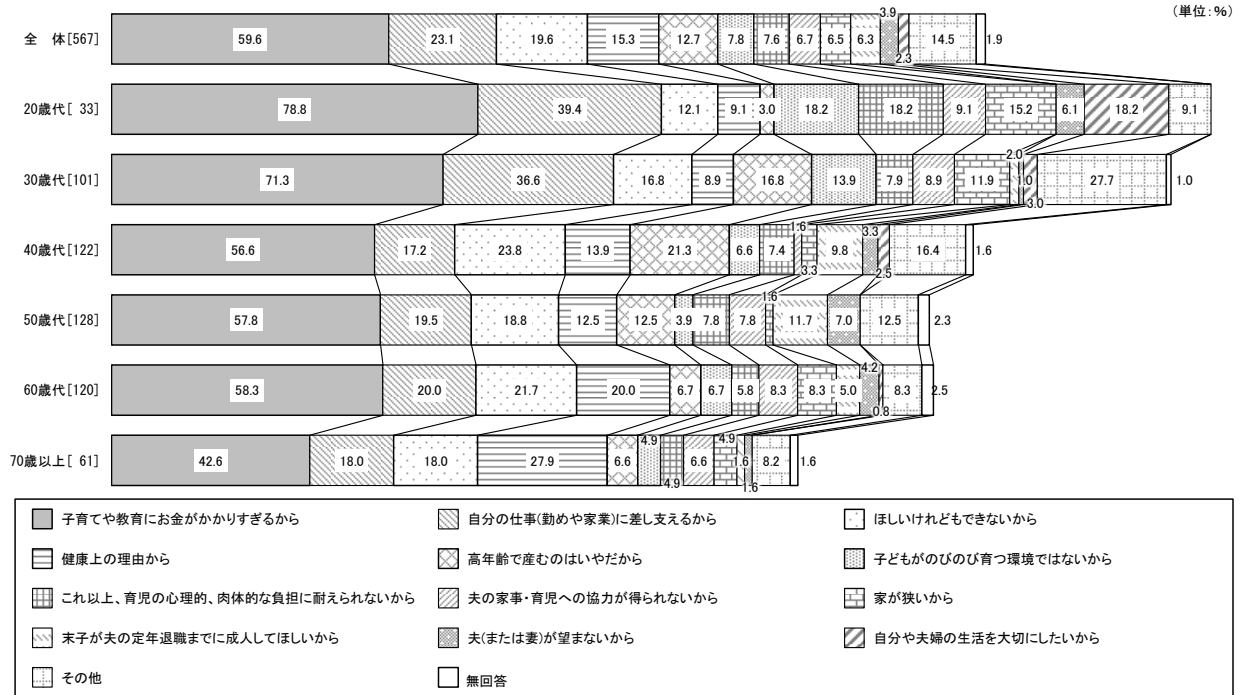 (単位:%)
全　体[567] 59.6 23.1 19.6 15.3 12.7 7.8 7.6 6.7 6.5 6.3 3.9 2.3 14.5 1.9
20歳代[ 33] 78.8 39.4 12.1 9.1 3.0 18.2 18.2 9.1 15.2 6.1 18.2 9.1
30歳代[101] 71.3 36.6 16.8 8.9 16.8 13.9 7.9 8.9 11.9 2.0 1.0 3.0 27.7 1.0
40歳代[122] 56.6 17.2 23.8 13.9 21.3 6.6 7.4 1.6 3.3 9.8 3.3 2.5 16.4 1.6
50歳代[128] 57.8 19.5 18.8 12.5 12.5 3.9 7.8 7.8 1.6 11.7 7.0 12.5 2.3
60歳代[120] 58.3 20.0 21.7 20.0 6.7 6.7 5.8 8.3 8.3 5.0 4.2 0.8 8.3 2.5
70歳以上[ 61] 42.6 18.0 18.0 27.9 6.6 4.9 4.9 6.6 4.9 1.6 1.6 8.2 1.6
子育てや教育にお金がかかりすぎるから 自分の仕事(勤めや家業)に差し支えるから ほしいけれどもできないから
健康上の理由から 高年齢で産むのはいやだから 子どもがのびのび育つ環境ではないから
これ以上、育児の心理的、肉体的な負担に耐えられないから 夫の家事・育児への協力が得られないから 家が狭いから
末子が夫の定年退職までに成人してほしいから 夫(または妻)が望まないから 自分や夫婦の生活を大切にしたいから
その他 無回答